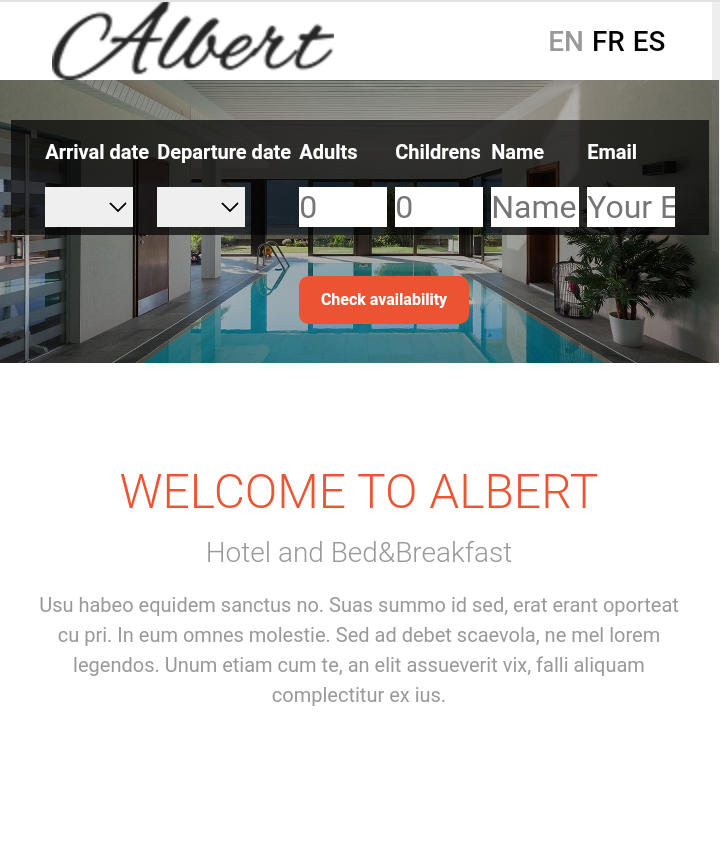 Albert
EN FR ES
Arrival date Departure date Adults Childrens Name Email
0 0 Name Your E
Check availability
WELCOME TO ALBERT
Hotel and Bed&Breakfast
Usu habeo equidem sanctus no. Suas summo id sed, erat erant oporteat
cu pri. In eum omnes molestie. Sed ad debet scaevola, ne mel lorem
legendos. Unum etiam cum te, an elit assueverit vix, falli aliquam
complectitur ex ius.